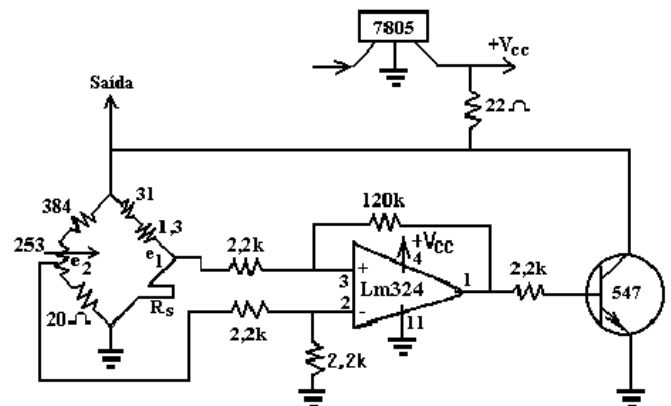 7805
+Vcc
Saída
22
31
384
1,3
120k
253
e2
e1
2,2k
+Vcc
4
3
+
Lm324
1
2,2k
547
2
-
20
Rs
2,2k
11
2,2k